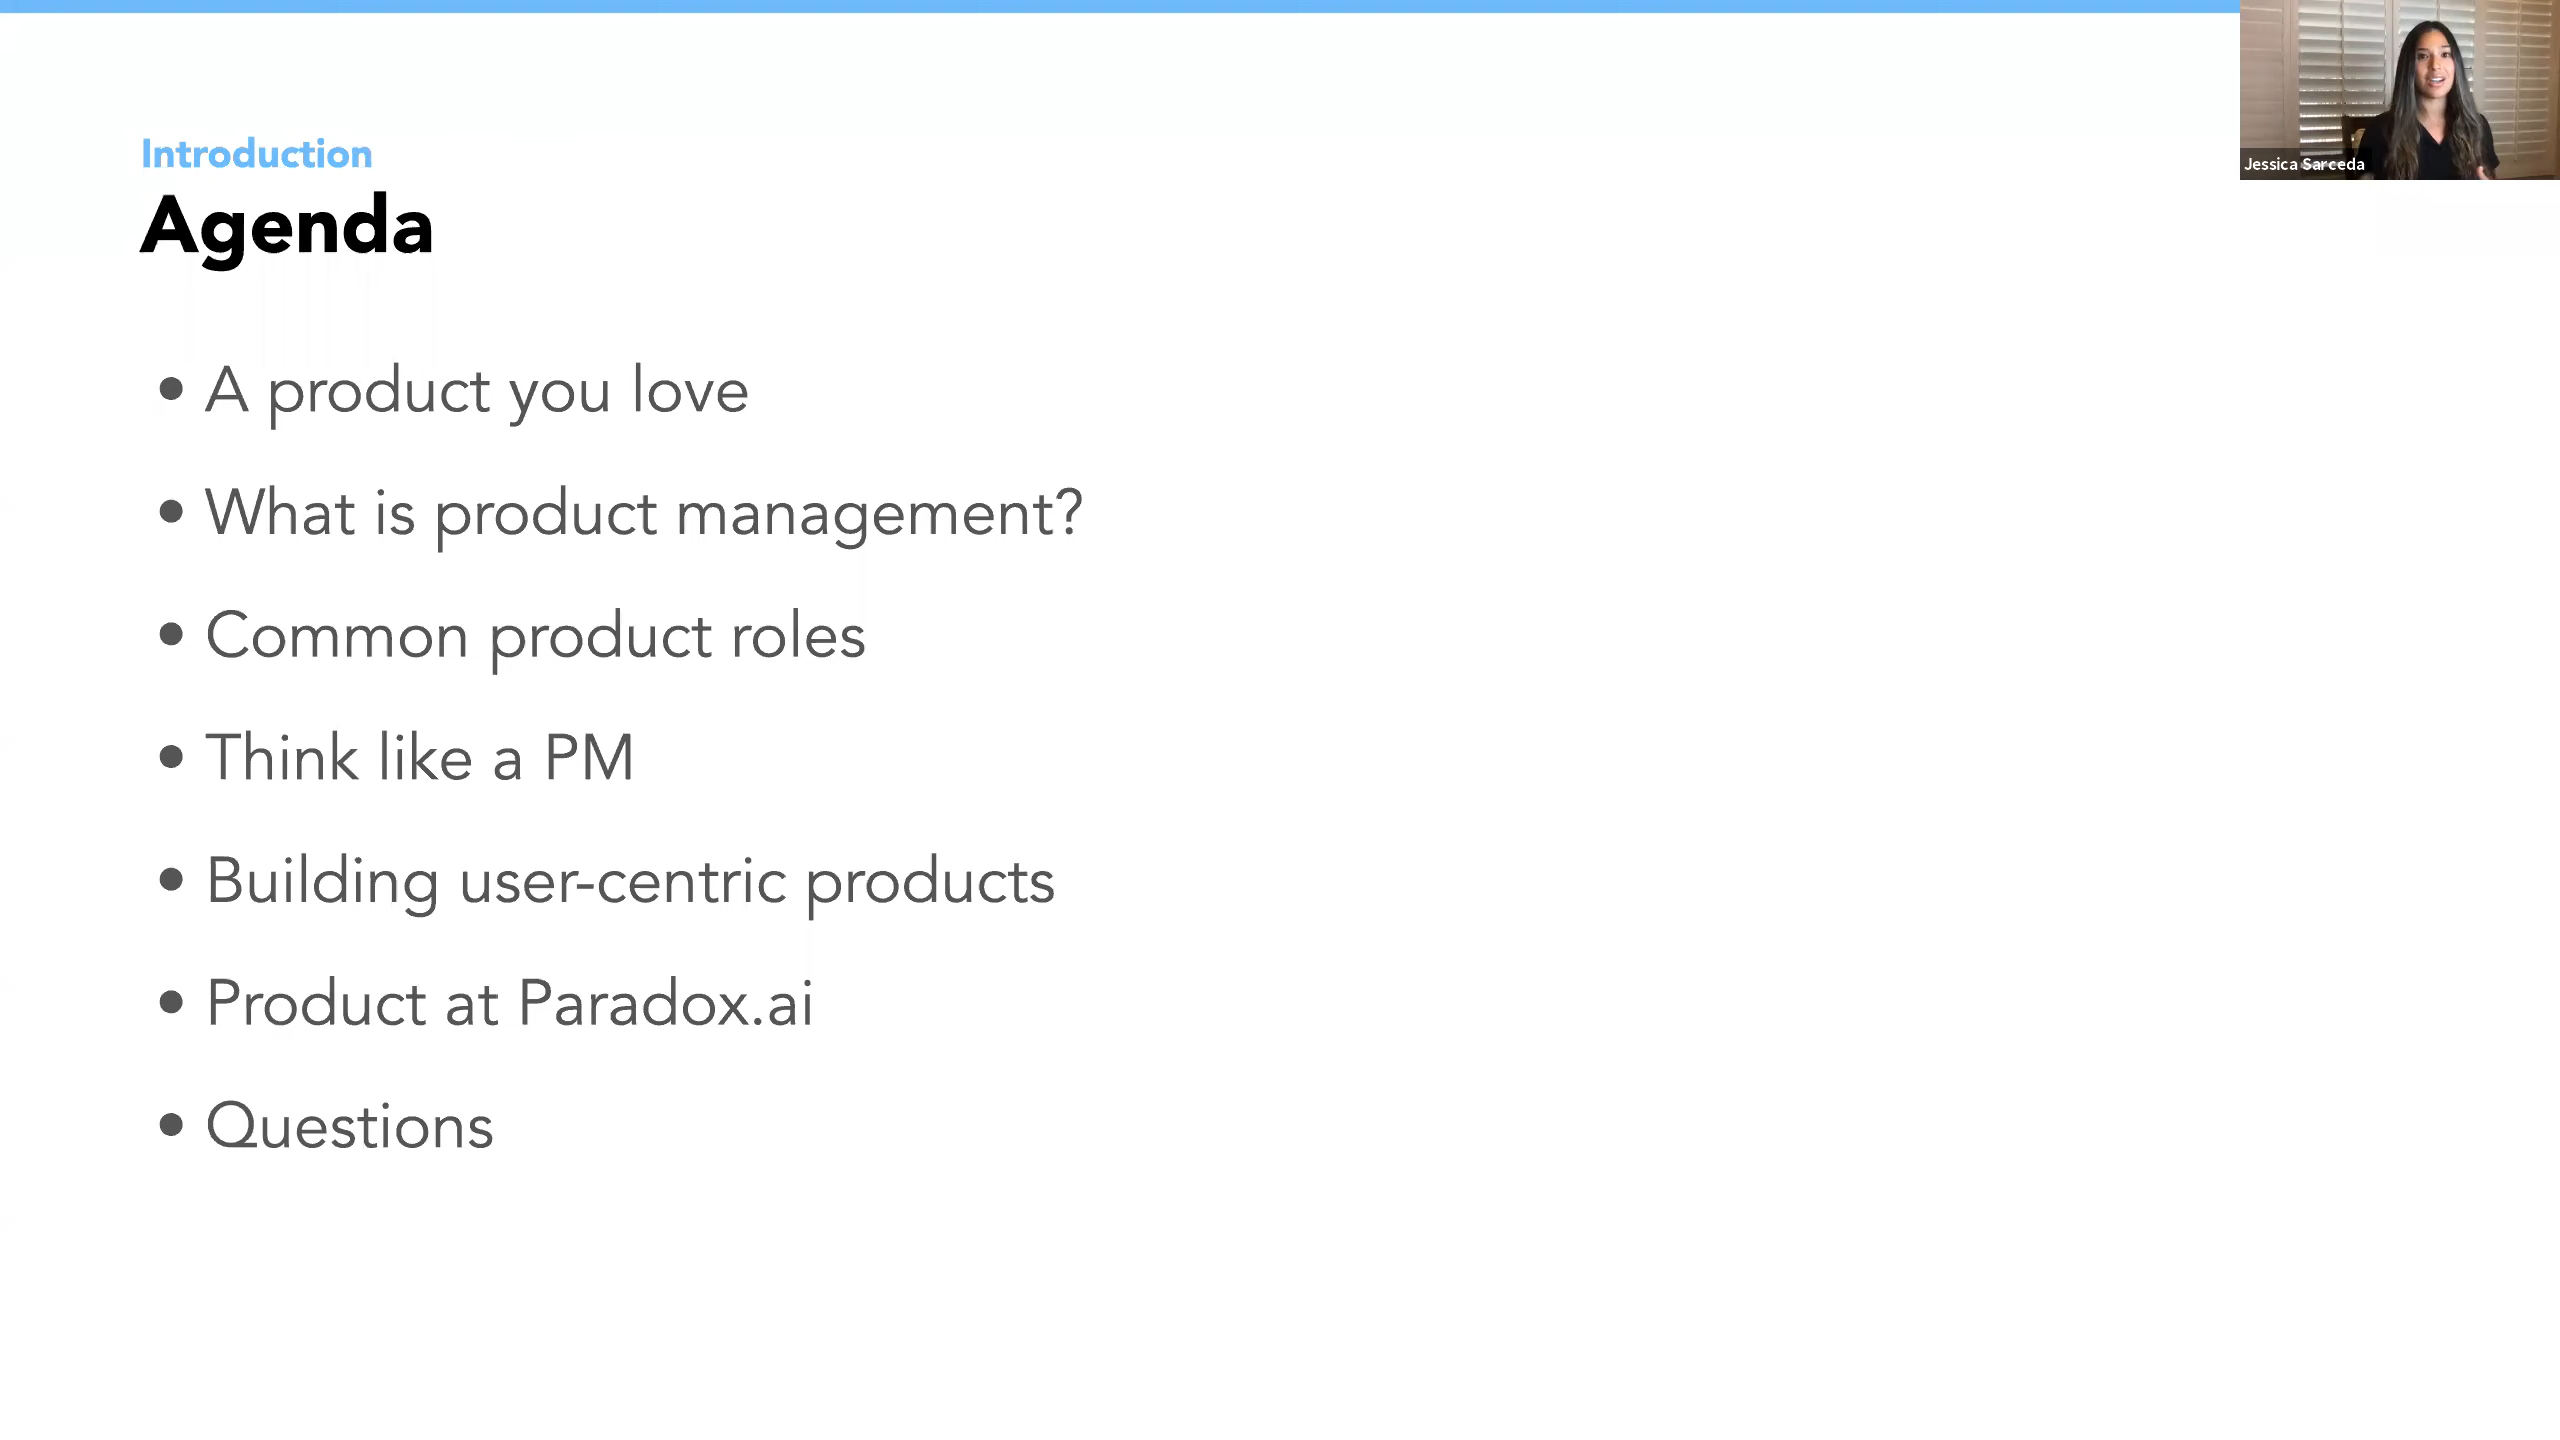 Introduction
Agenda
Jessica Sarceda
• A product you love
• What is product management?
• Common product roles
• Think like a PM
• Building user-centric products
• Product at Paradox.ai
• Questions